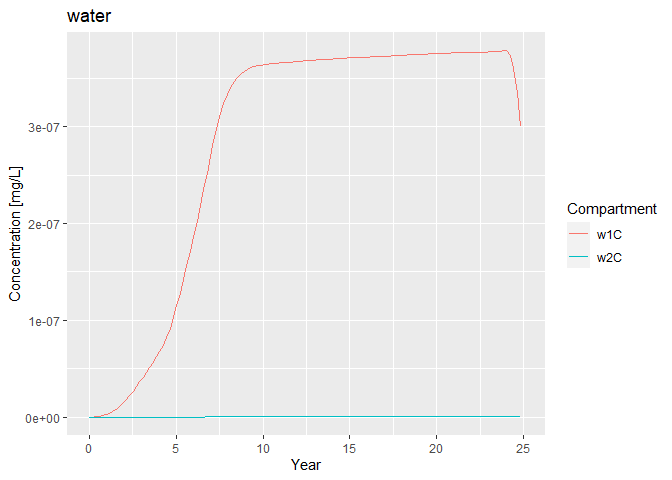 water
Concentration [mg/L]
3e-07
2e-07
1e-07
0e+00
0 5 10 15 20 25
Year
Compartment
w1C
w2C